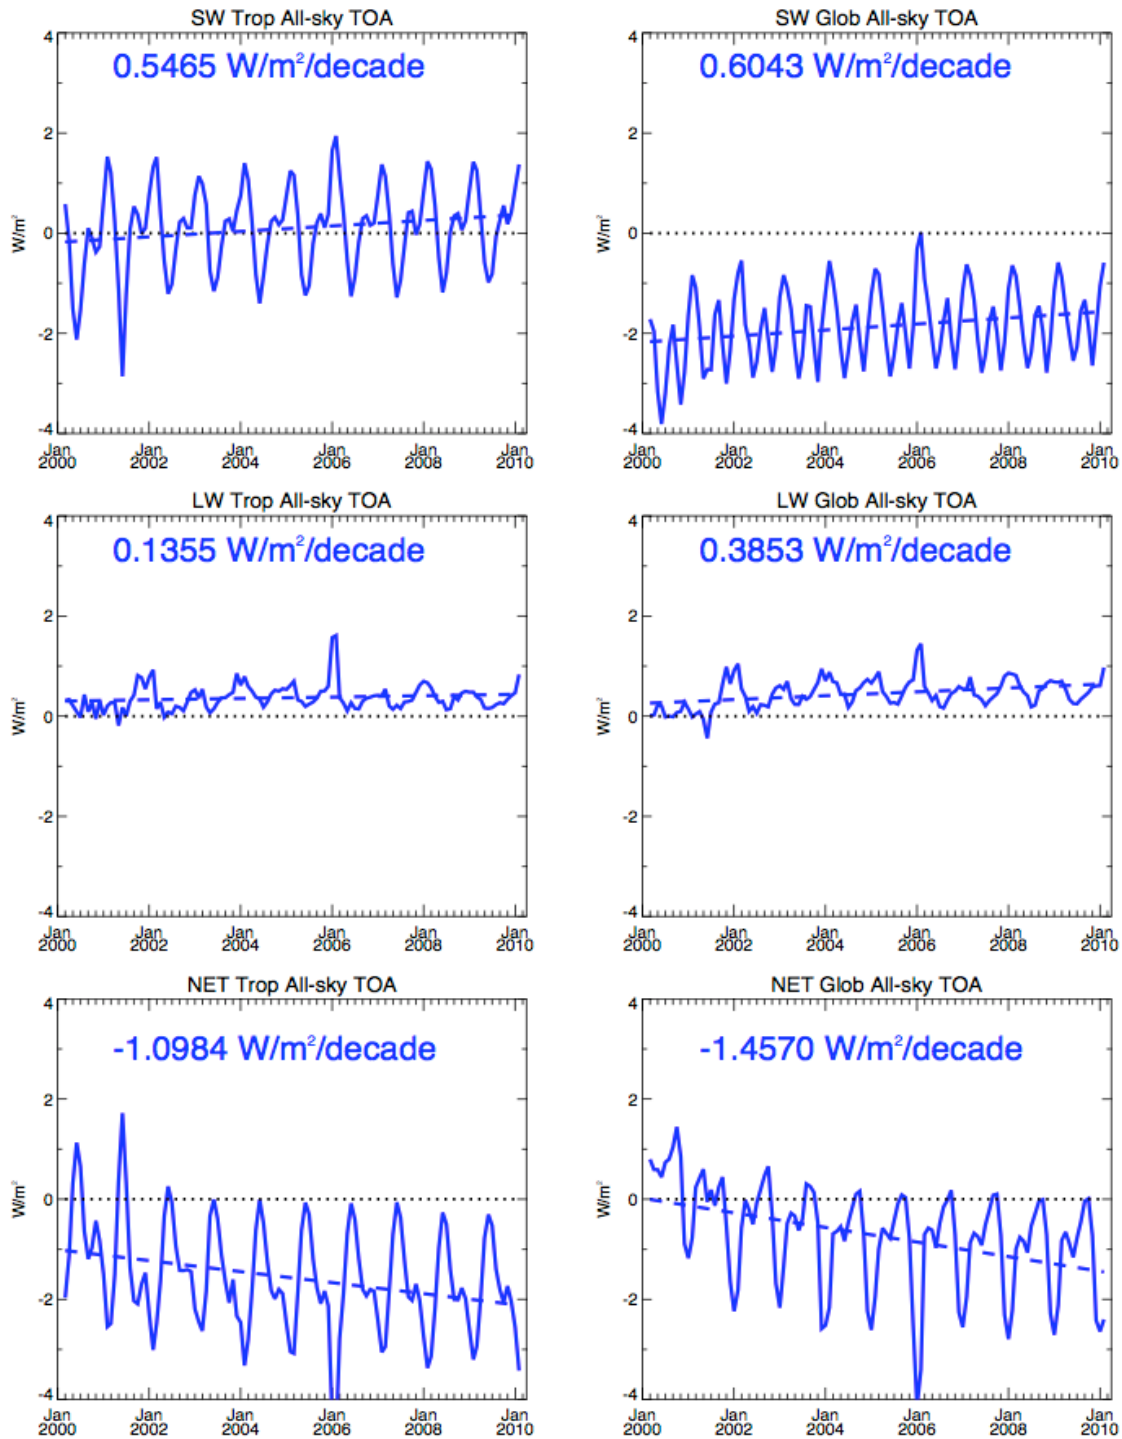 SW Trop All-sky TOA
0.5465 W/m²/decade
4
2
0
-2
-4
W/m²
Jan 2000
Jan 2002
Jan 2004
Jan 2006
Jan 2008
Jan 2010
SW Glob All-sky TOA
0.6043 W/m²/decade
4
2
0
-2
-4
W/m²
Jan 2000
Jan 2002
Jan 2004
Jan 2006
Jan 2008
Jan 2010
LW Trop All-sky TOA
0.1355 W/m²/decade
4
2
0
-2
-4
W/m²
Jan 2000
Jan 2002
Jan 2004
Jan 2006
Jan 2008
Jan 2010
LW Glob All-sky TOA
0.3853 W/m²/decade
4
2
0
-2
-4
W/m²
Jan 2000
Jan 2002
Jan 2004
Jan 2006
Jan 2008
Jan 2010
NET Trop All-sky TOA
-1.0984 W/m²/decade
4
2
0
-2
-4
W/m²
Jan 2000
Jan 2002
Jan 2004
Jan 2006
Jan 2008
Jan 2010
NET Glob All-sky TOA
-1.4570 W/m²/decade
4
2
0
-2
-4
W/m²
Jan 2000
Jan 2002
Jan 2004
Jan 2006
Jan 2008
Jan 2010